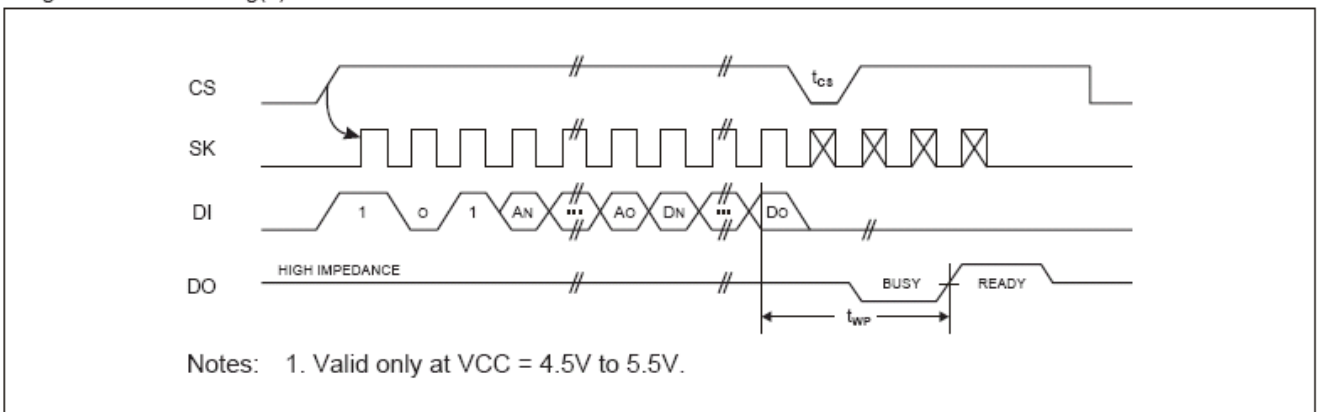 CS
tcs
SK
DI
1 0 1 AN ... A0 DN ... D0
DO
HIGH IMPEDANCE
BUSY
READY
tWP
Notes: 1. Valid only at VCC = 4.5V to 5.5V.